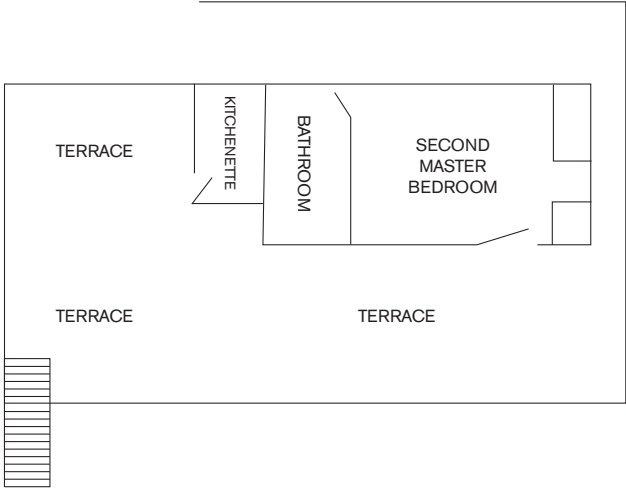 TERRACE
KITCHENETTE
BATHROOM
SECOND
MASTER
BEDROOM
TERRACE
TERRACE